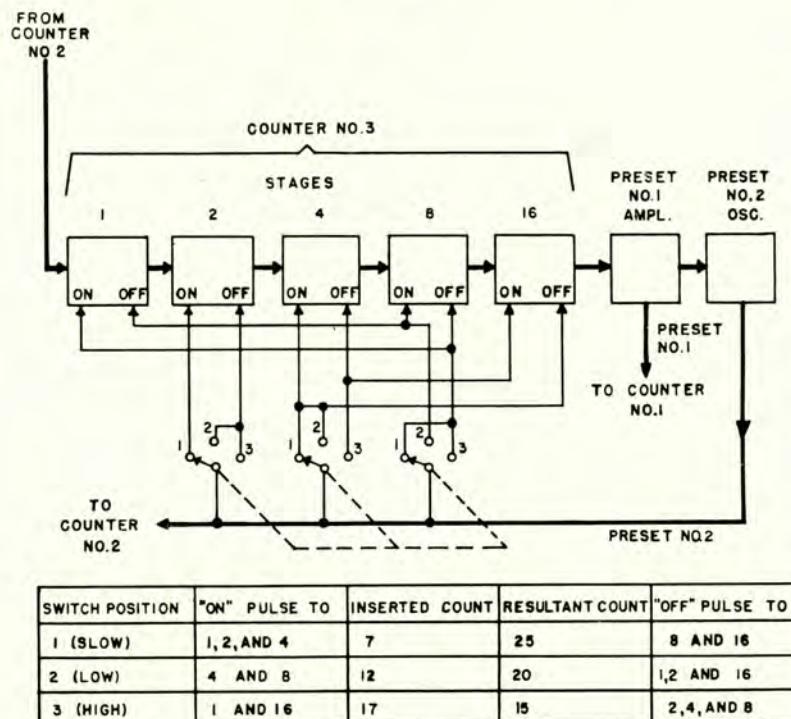 FROM
COUNTER
NO 2
COUNTER NO.3
STAGES
1 2 4 8 16
PRESET
NO.1
AMPL.
PRESET
NO.2
OSC.
ON OFF ON OFF ON OFF ON OFF ON OFF
PRESET
NO.1
TO COUNTER
NO.1
1 2 3 1 2 3 1 2 3
TO
COUNTER
NO.2
PRESET NO2
SWITCH POSITION "ON" PULSE TO INSERTED COUNT RESULTANT COUNT "OFF" PULSE TO
1 (SLOW) 1, 2, AND 4 7 25 8 AND 16
2 (LOW) 4 AND 8 12 20 1,2 AND 16
3 (HIGH) 1 AND 16 17 15 2,4, AND 8